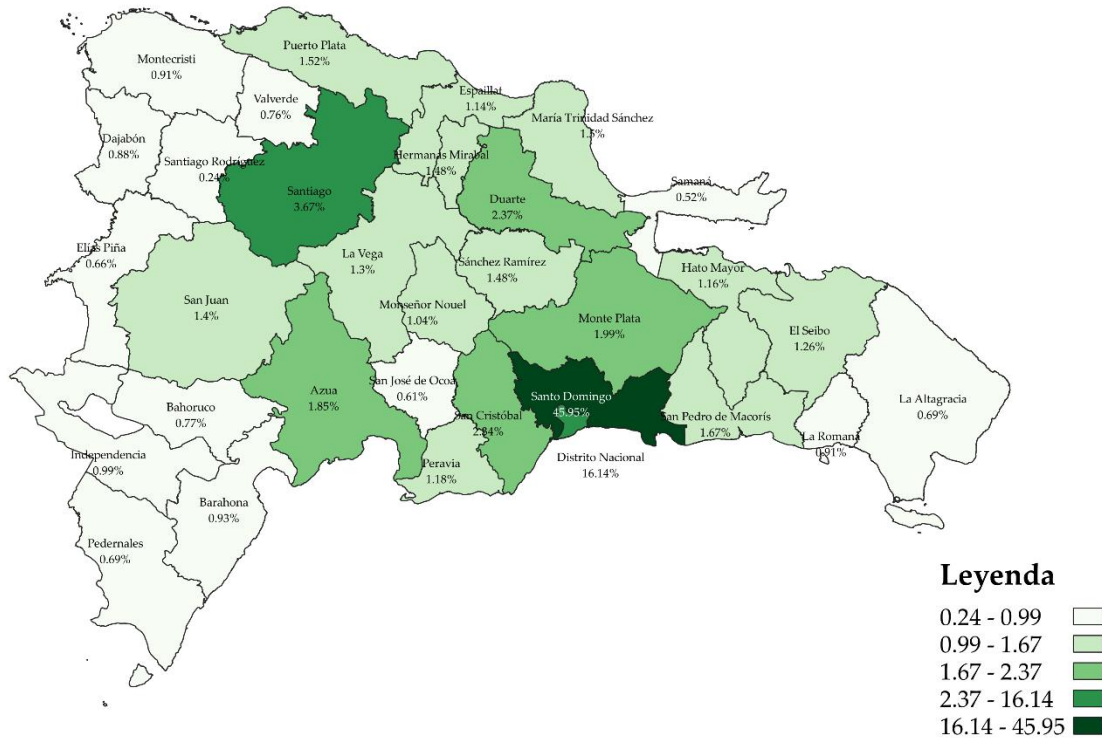 Puerto Plata
1.52%
Montecristi
0.91%
Espaillat
1.14%
Valverde
0.76%
María Trinidad Sánchez
1.5%
Dajabón
0.88%
Hermanas Mirabal
1.48%
Santiago Rodríguez
0.24%
Samaná
0.52%
Santiago
3.67%
Duarte
2.37%
Elías Piña
0.66%
La Vega
1.3%
Sánchez Ramírez
1.48%
Hato Mayor
1.16%
San Juan
1.4%
Monseñor Nouel
1.04%
Monte Plata
1.99%
El Seibo
1.26%
San José de Ocoa
0.61%
Azua
1.85%
Santo Domingo
45.95%
La Altagracia
0.69%
Bahoruco
0.77%
San Cristóbal
2.34%
San Pedro de Macorís
1.67%
La Romana
0.91%
Independencia
0.99%
Peravia
1.18%
Distrito Nacional
16.14%
Barahona
0.93%
Pedernales
0.69%
Leyenda
0.24 - 0.99
0.99 - 1.67
1.67 - 2.37
2.37 - 16.14
16.14 - 45.95